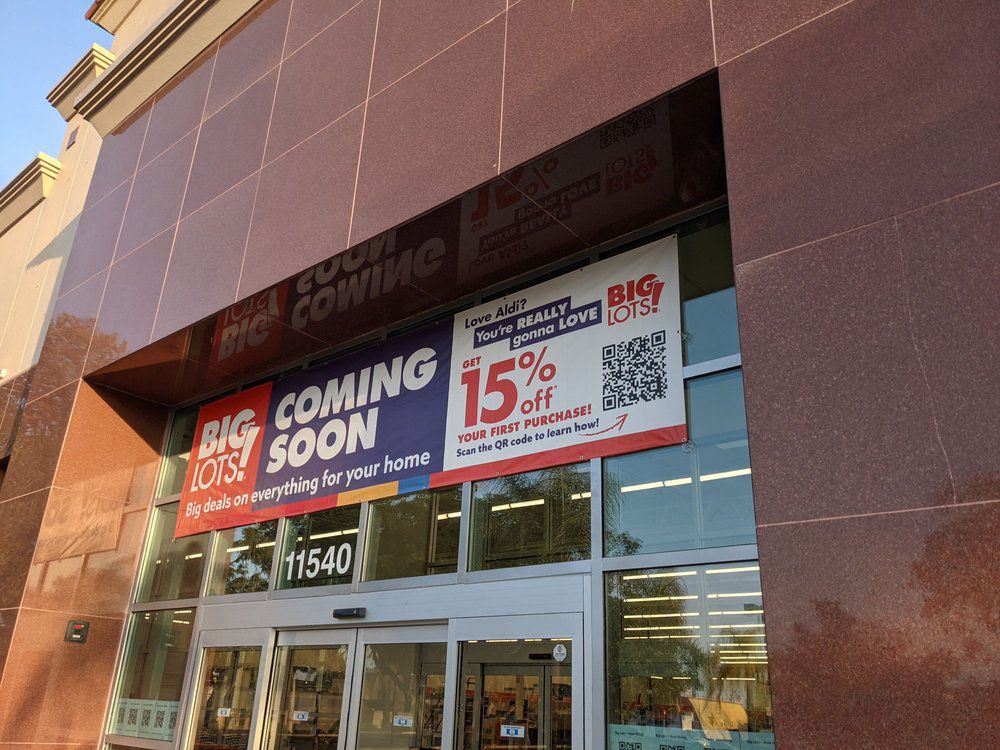 BIG
LOTS!
COMING
SOON
Big deals on everything for your home
Love Aldi?
You're REALLY
gonna LOVE
BIG
LOTS!
GET
15%
off*
YOUR FIRST PURCHASE!
Scan the QR code to learn how!
11540